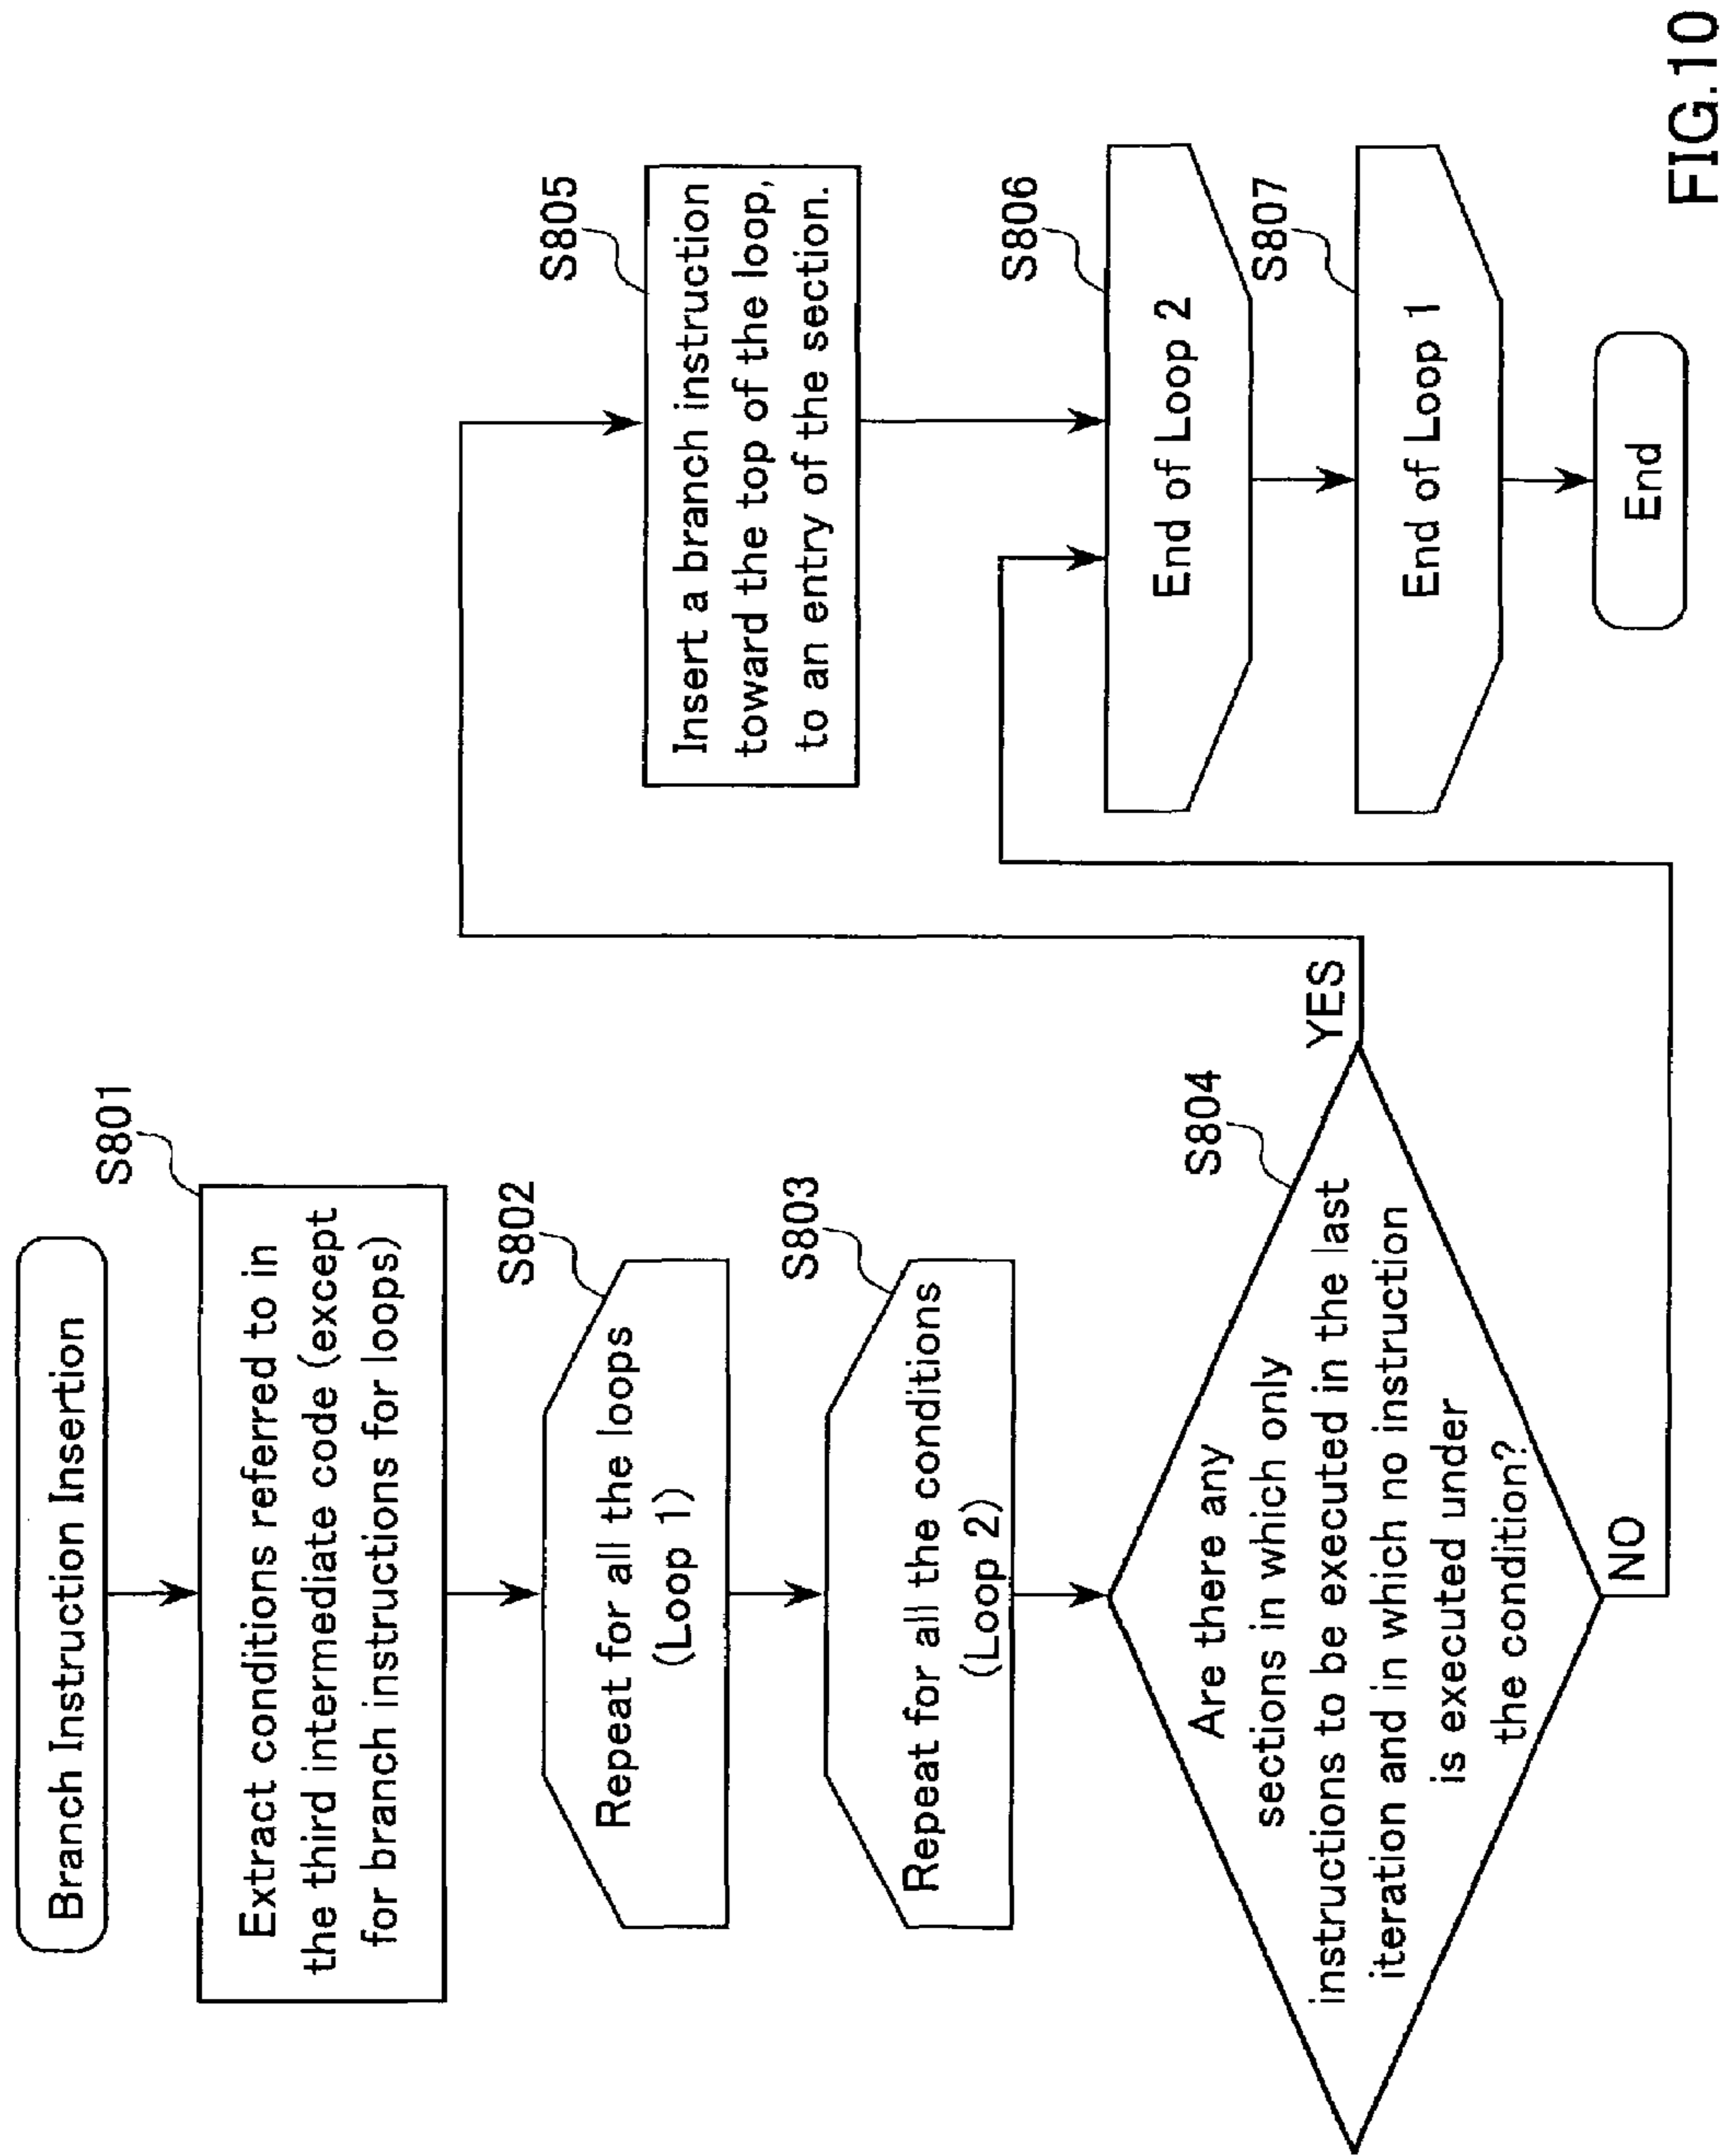 Branch Instruction Insertion
S801
Extract conditions referred to in
the third intermediate code (except
for branch instructions for loops)
S802
Repeat for all the loops
(Loop 1)
S803
Repeat for all the conditions
(Loop 2)
S804
Are there any
sections in which only
instructions to be executed in the last
iteration and in which no instruction
is executed under
the condition?
YES
NO
S805
Insert a branch instruction
toward the top of the loop,
to an entry of the section.
S806
End of Loop 2
S807
End of Loop 1
End
FIG.10